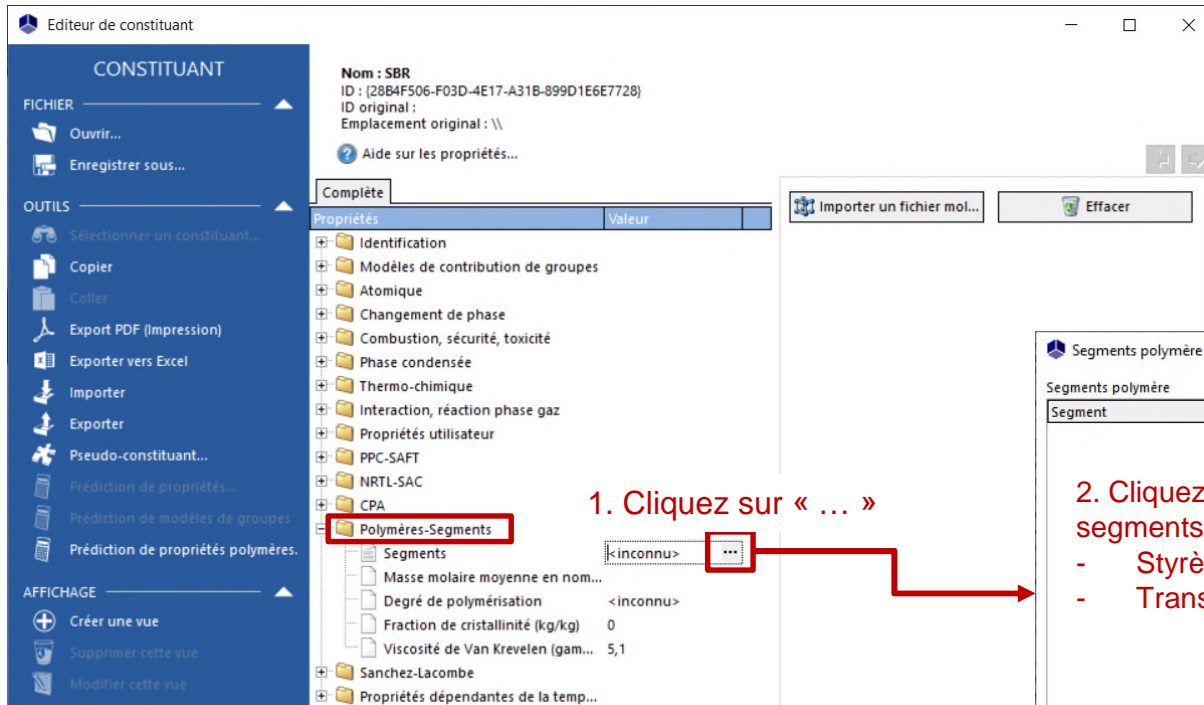 Editeur de constituant
CONSTITUANT
FICHIER
Ouvrir...
Enregistrer sous...
OUTILS
Sélectionner un constituant...
Copier
Coller
Export PDF (Impression)
Exporter vers Excel
Importer
Exporter
Pseudo-constituant...
Prédiction de propriétés...
Prédiction de modèles de groupes
Prédiction de propriétés polymères.
AFFICHAGE
Créer une vue
Supprimer cette vue
Modifier cette vue
Nom : SBR
ID : {28B4F506-F03D-4E17-A31B-899D1E6E7728}
ID original :
Emplacement original : \\
Aide sur les propriétés...
Complète
Propriétés Valeur
Identification
Modèles de contribution de groupes
Atomique
Changement de phase
Combustion, sécurité, toxicité
Phase condensée
Thermo-chimique
Interaction, réaction phase gaz
Propriétés utilisateur
PPC-SAFT
NRTL-SAC
CPA
Polymères-Segments
Segments <inconnu> ...
Masse molaire moyenne en nom...
Degré de polymérisation <inconnu>
Fraction de cristallinité (kg/kg) 0
Viscosité de Van Krevelen (gam... 5,1
Sanchez-Lacombe
Propriétés dépendantes de la temp...
1. Cliquez sur « ... »
Importer un fichier mol...
Effacer
Segments polymère
Segments polymère
Segment
2. Cliquez
segments
- Styrè
- Trans